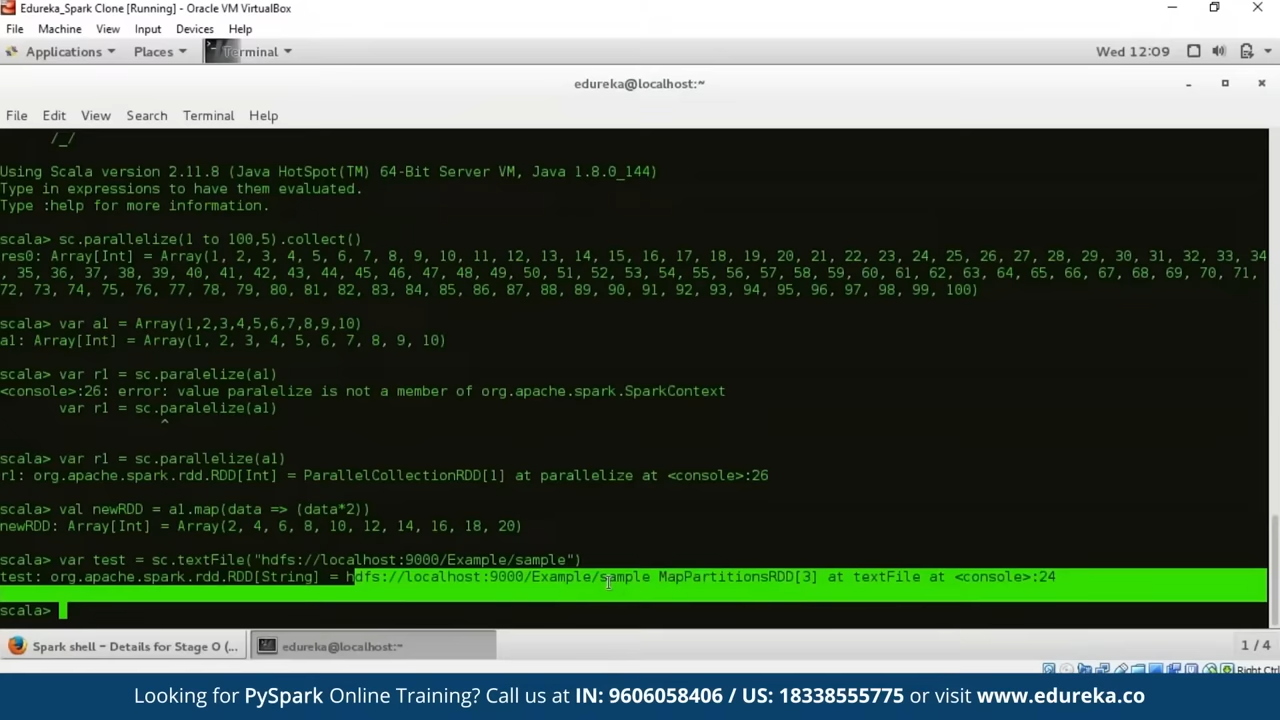 Edureka_Spark Clone [Running] - Oracle VM VirtualBox
File Machine View Input Devices Help
Applications Places Terminal Wed 12:09
edureka@localhost:~
File Edit View Search Terminal Help
/_/
Using Scala version 2.11.8 (Java HotSpot(TM) 64-Bit Server VM, Java 1.8.0_144)
Type in expressions to have them evaluated.
Type :help for more information.
scala> sc.parallelize(1 to 100,5).collect()
res0: Array[Int] = Array(1, 2, 3, 4, 5, 6, 7, 8, 9, 10, 11, 12, 13, 14, 15, 16, 17, 18, 19, 20, 21, 22, 23, 24, 25, 26, 27, 28, 29, 30, 31, 32, 33, 34
, 35, 36, 37, 38, 39, 40, 41, 42, 43, 44, 45, 46, 47, 48, 49, 50, 51, 52, 53, 54, 55, 56, 57, 58, 59, 60, 61, 62, 63, 64, 65, 66, 67, 68, 69, 70, 71,
72, 73, 74, 75, 76, 77, 78, 79, 80, 81, 82, 83, 84, 85, 86, 87, 88, 89, 90, 91, 92, 93, 94, 95, 96, 97, 98, 99, 100)
scala> var a1 = Array(1,2,3,4,5,6,7,8,9,10)
a1: Array[Int] = Array(1, 2, 3, 4, 5, 6, 7, 8, 9, 10)
scala> var r1 = sc.paralelize(a1)
<console>:26: error: value paralelize is not a member of org.apache.spark.SparkContext
var r1 = sc.paralelize(a1)
^
scala> var r1 = sc.parallelize(a1)
r1: org.apache.spark.rdd.RDD[Int] = ParallelCollectionRDD[1] at parallelize at <console>:26
scala> val newRDD = a1.map(data => (data*2))
newRDD: Array[Int] = Array(2, 4, 6, 8, 10, 12, 14, 16, 18, 20)
scala> var test = sc.textFile("hdfs://localhost:9000/Example/sample")
test: org.apache.spark.rdd.RDD[String] = hdfs://localhost:9000/Example/sample MapPartitionsRDD[3] at textFile at <console>:24
scala>
Spark shell – Details for Stage 0 (... edureka@localhost:~ 1 / 4
Right Ctrl
Looking for PySpark Online Training? Call us at IN: 9606058406 / US: 18338555775 or visit www.edureka.co